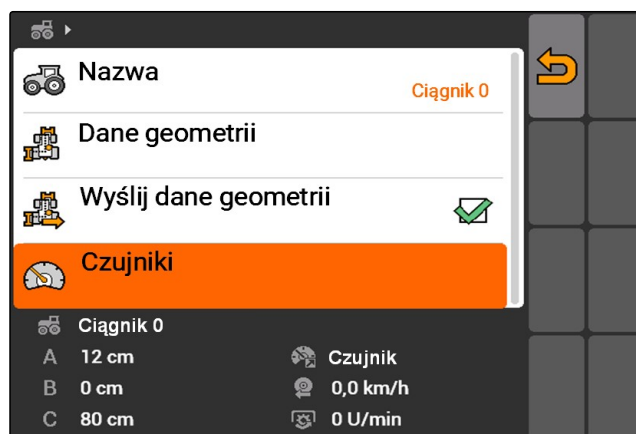 Nazwa
Ciągnik 0
Dane geometrii
Wyślij dane geometrii
Czujniki
Ciągnik 0
A 12 cm Czujnik
B 0 cm 0,0 km/h
C 80 cm 0 U/min